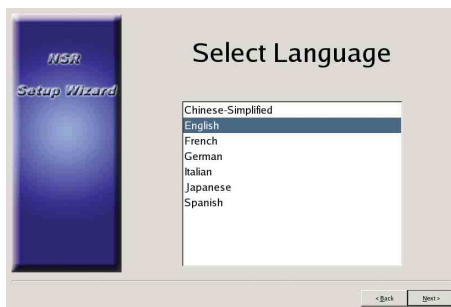 NSR
Setup Wizard
Select Language
Chinese-Simplified
English
French
German
Italian
Japanese
Spanish
< Back
Next >